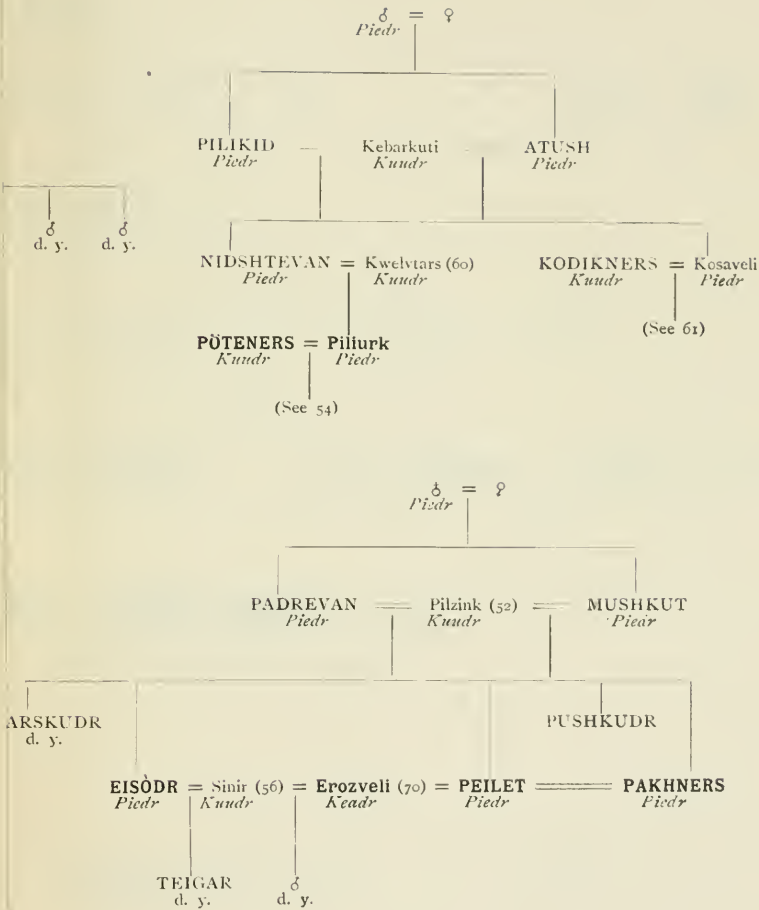 ♂ = ♀
Piedr
PILIKID Kebarkuti ATUSH
Piedr Kuudr Piedr
♂ ♂
d. y. d. y.
NIDSHTEVAN = Kwelvtars (60) KODIKNERS = Kosaveli
Piedr Kuudr Kuudr Piedr
(See 61)
PÖTENERS = Piliurk
Kuudr Piedr
(See 54)
♂ = ♀
Piedr
PADREVAN Pilzink (52) MUSHKUT
Piedr Kuudr Piedr
ARSKUDR PUSHKUDR
d. y.
EISÒDR = Sinir (56) = Erozveli (70) = PEILET PAKHNERS
Piedr Kuudr Keadr Piedr Piedr
TEIGAR ♂
d. y. d. y.